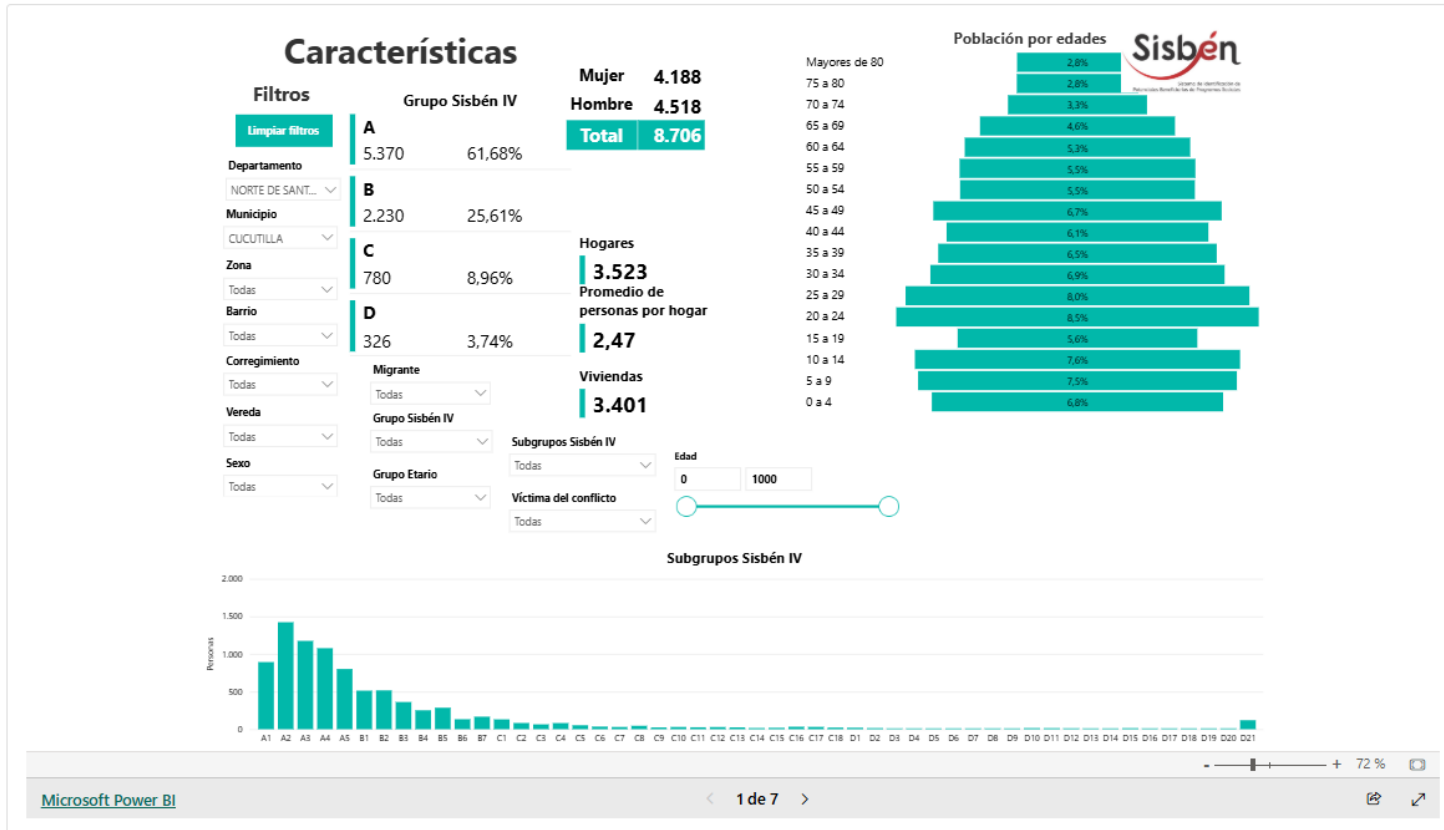 Características
Filtros
Limpiar filtros
Departamento
NORTE DE SANT...
Municipio
CUCUTILLA
Zona
Todas
Barrio
Todas
Corregimiento
Todas
Vereda
Todas
Sexo
Todas
Grupo Sisbén IV
A
5.370 61,68%
B
2.230 25,61%
C
780 8,96%
D
326 3,74%
Migrante
Todas
Grupo Sisbén IV
Todas
Grupo Etario
Todas
Mujer 4.188
Hombre 4.518
Total 8.706
Hogares
3.523
Promedio de
personas por hogar
2,47
Viviendas
3.401
Subgrupos Sisbén IV
Todas
Víctima del conflicto
Todas
Edad
0 1000
Población por edades
Sisbén
Sistema de Identificación de
Potenciales Beneficiarios de Programas Sociales
Mayores de 80 2,8%
75 a 80 2,8%
70 a 74 3,3%
65 a 69 4,6%
60 a 64 5,3%
55 a 59 5,5%
50 a 54 5,5%
45 a 49 6,7%
40 a 44 6,1%
35 a 39 6,5%
30 a 34 6,9%
25 a 29 8,0%
20 a 24 8,5%
15 a 19 5,6%
10 a 14 7,6%
5 a 9 7,5%
0 a 4 6,8%
Subgrupos Sisbén IV
Personas
2.000
1.500
1.000
500
0
A1 A2 A3 A4 A5 B1 B2 B3 B4 B5 B6 B7 C1 C2 C3 C4 C5 C6 C7 C8 C9 C10 C11 C12 C13 C14 C15 C16 C17 C18 D1 D2 D3 D4 D5 D6 D7 D8 D9 D10 D11 D12 D13 D14 D15 D16 D17 D18 D19 D20 D21
- + 72 %
Microsoft Power BI
1 de 7